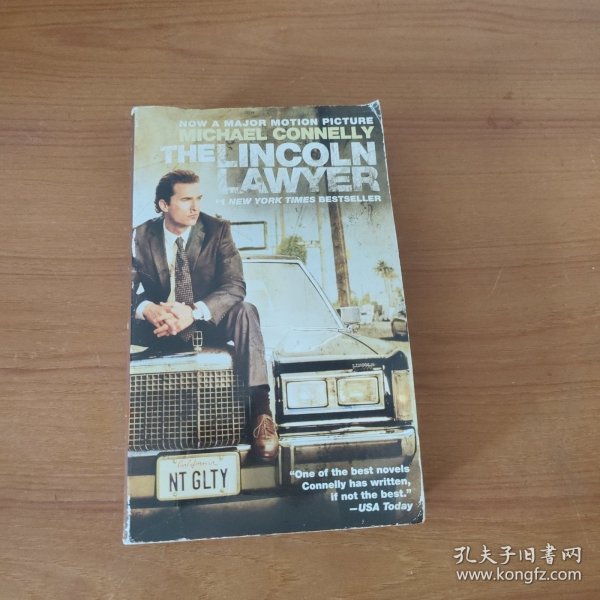 NOW A MAJOR MOTION PICTURE
MICHAEL CONNELLY
THE LINCOLN
LAWYER
#1 NEW YORK TIMES BESTSELLER
California
NT GLTY
"One of the best novels
Connelly has written,
if not the best."
—USA Today
孔夫子旧书网
www.kongfz.com